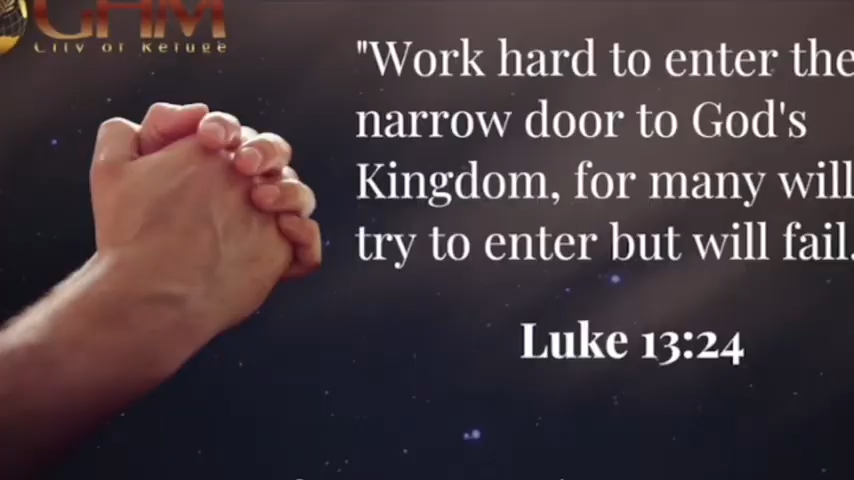 GHM
City of Refuge
"Work hard to enter the
narrow door to God's
Kingdom, for many will
try to enter but will fail.
Luke 13:24